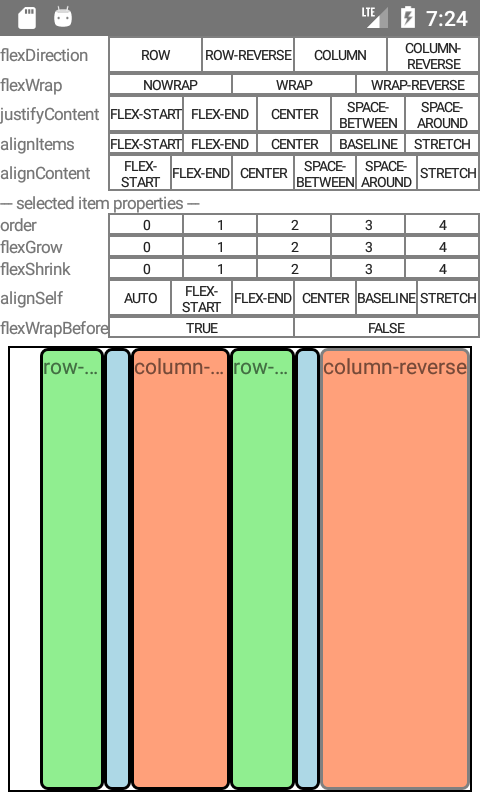 LTE 7:24
flexDirection ROW ROW-REVERSE COLUMN COLUMN-
REVERSE
flexWrap NOWRAP WRAP WRAP-REVERSE
justifyContent FLEX-START FLEX-END CENTER SPACE-
BETWEEN SPACE-
AROUND
alignItems FLEX-START FLEX-END CENTER BASELINE STRETCH
alignContent FLEX-
START FLEX-END CENTER SPACE-
BETWEEN SPACE-
AROUND STRETCH
--- selected item properties ---
order 0 1 2 3 4
flexGrow 0 1 2 3 4
flexShrink 0 1 2 3 4
alignSelf AUTO FLEX-
START FLEX-END CENTER BASELINE STRETCH
flexWrapBefore TRUE FALSE
row-... column-... row-... column-reverse